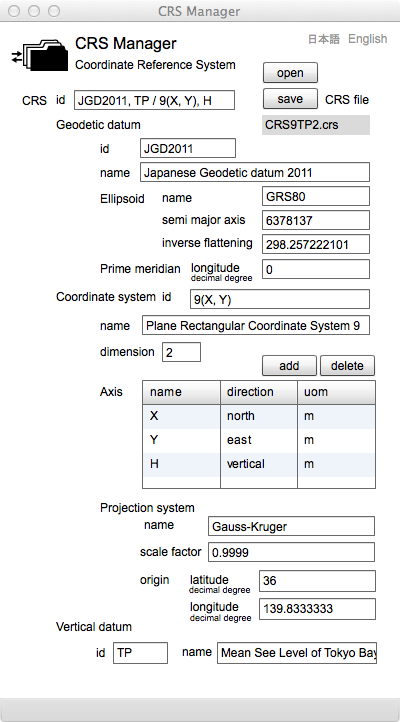 CRS Manager
CRS Manager
日本語 English
Coordinate Reference System
open
CRS id JGD2011, TP / 9(X, Y), H
save CRS file
Geodetic datum
CRS9TP2.crs
id JGD2011
name Japanese Geodetic datum 2011
Ellipsoid name GRS80
semi major axis 6378137
inverse flattening 298.257222101
Prime meridian longitude 0
decimal degree
Coordinate system id 9(X, Y)
name Plane Rectangular Coordinate System 9
dimension 2
add delete
Axis name direction uom
X north m
Y east m
H vertical m
Projection system
name Gauss-Kruger
scale factor 0.9999
origin latitude 36
decimal degree
longitude 139.8333333
decimal degree
Vertical datum
id TP name Mean See Level of Tokyo Bay